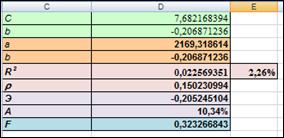 C D E
C 7,682168394
b -0,206871236
a 2169,318614
b -0,206871236
R² 0,022569351 2,26%
ρ 0,150230994
Э -0,205245104
A 10,34%
F 0,323266843